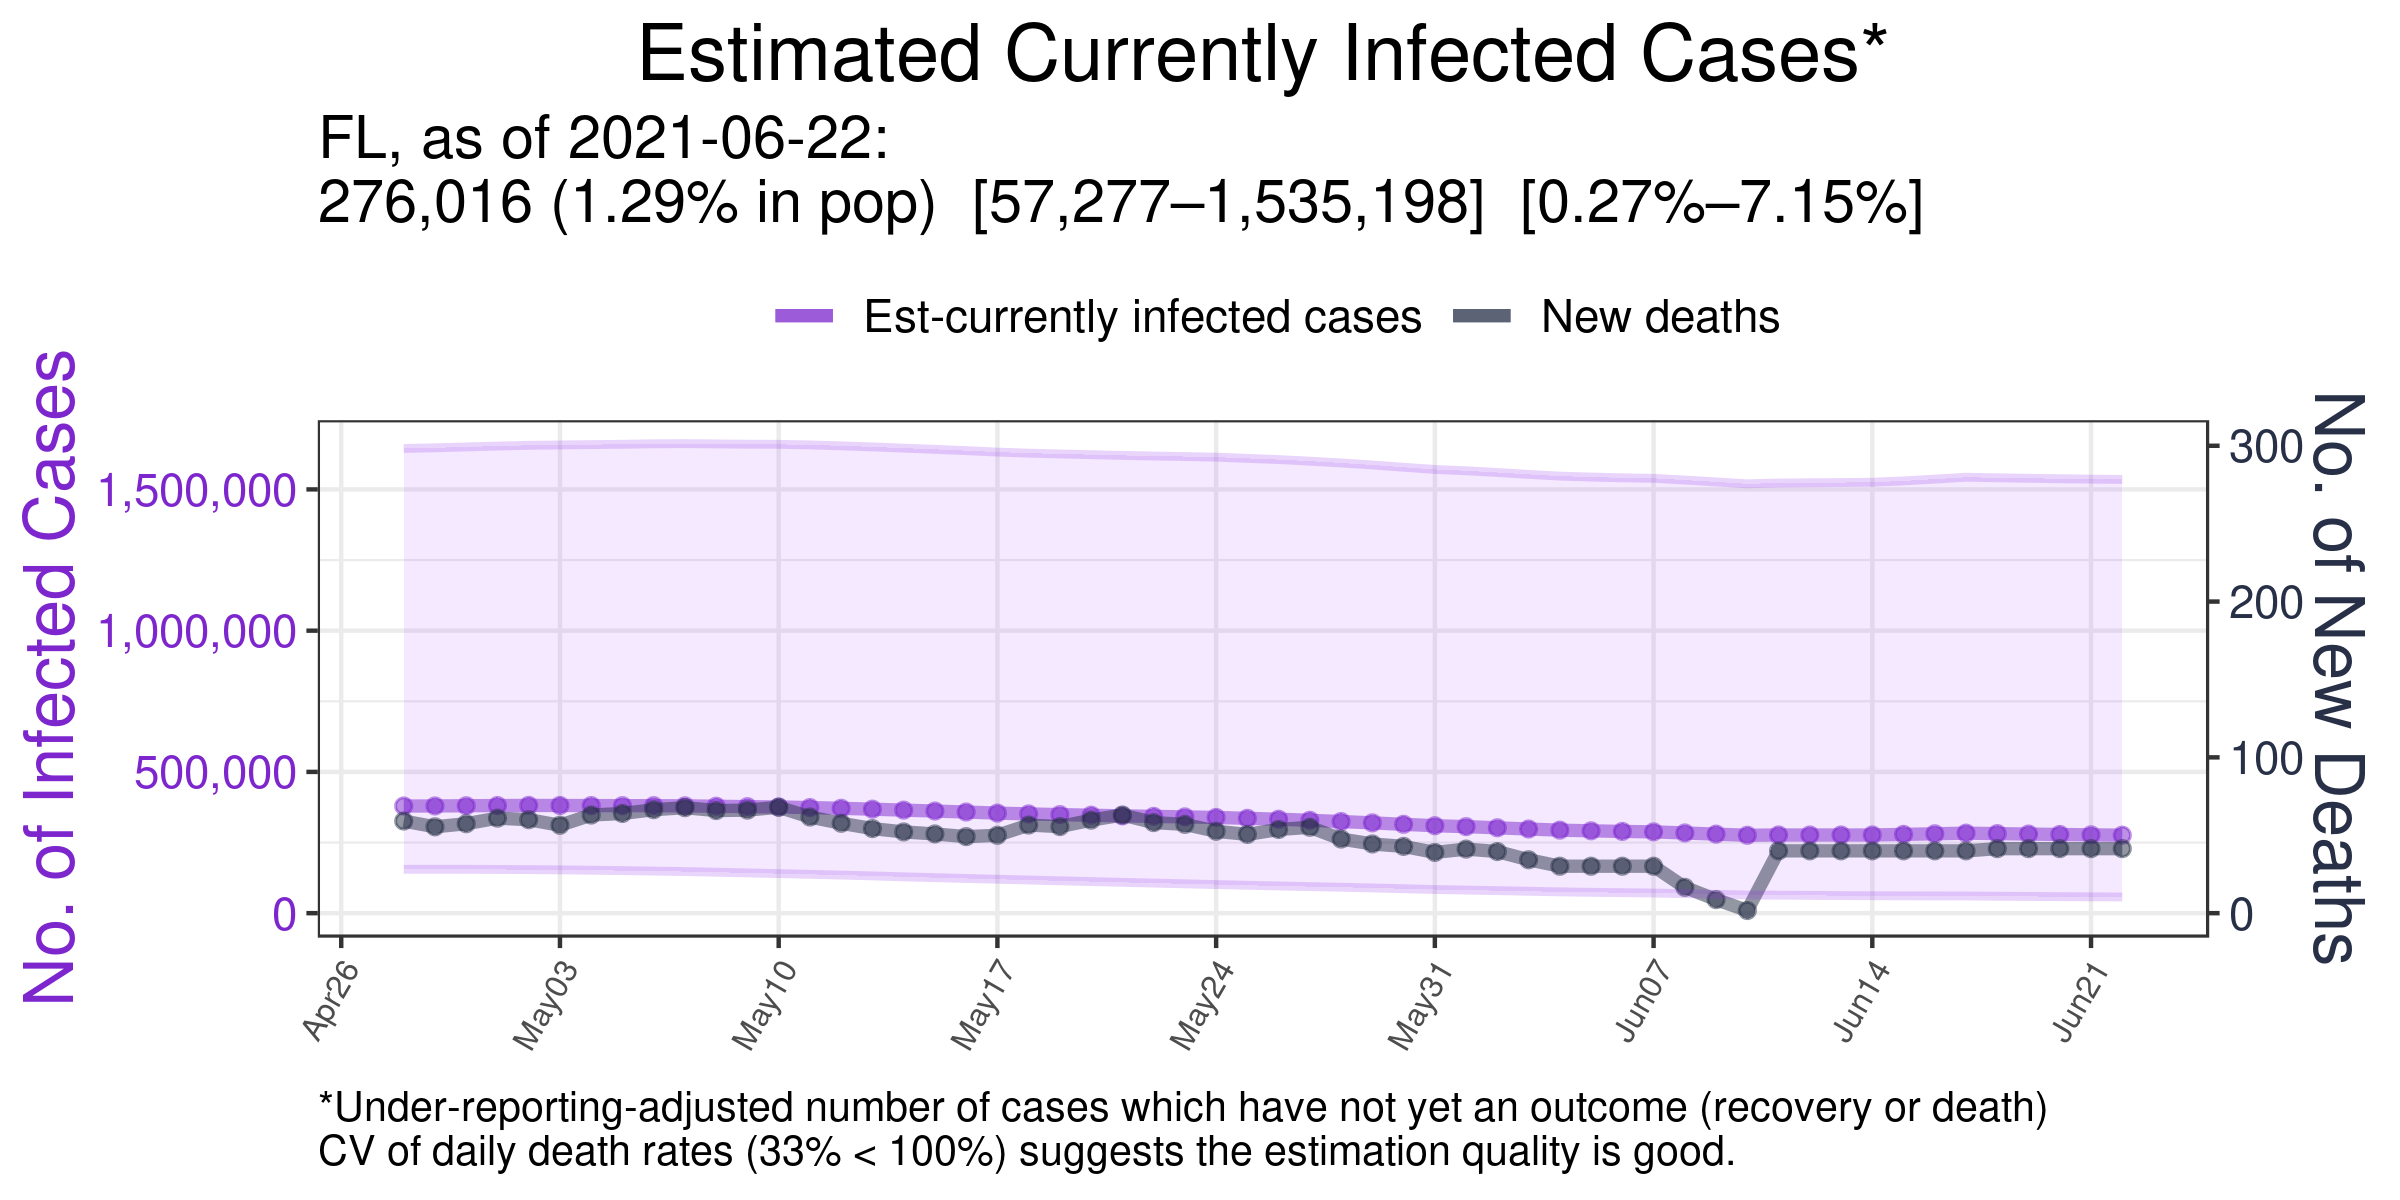 Estimated Currently Infected Cases*
FL, as of 2021-06-22:
276,016 (1.29% in pop)  [57,277–1,535,198]  [0.27%–7.15%]
Est-currently infected cases
New deaths
No. of Infected Cases
1,500,000
1,000,000
500,000
0
300
200
100
0
No. of New Deaths
Apr26
May03
May10
May17
May24
May31
Jun07
Jun14
Jun21
*Under-reporting-adjusted number of cases which have not yet an outcome (recovery or death)
CV of daily death rates (33% < 100%) suggests the estimation quality is good.